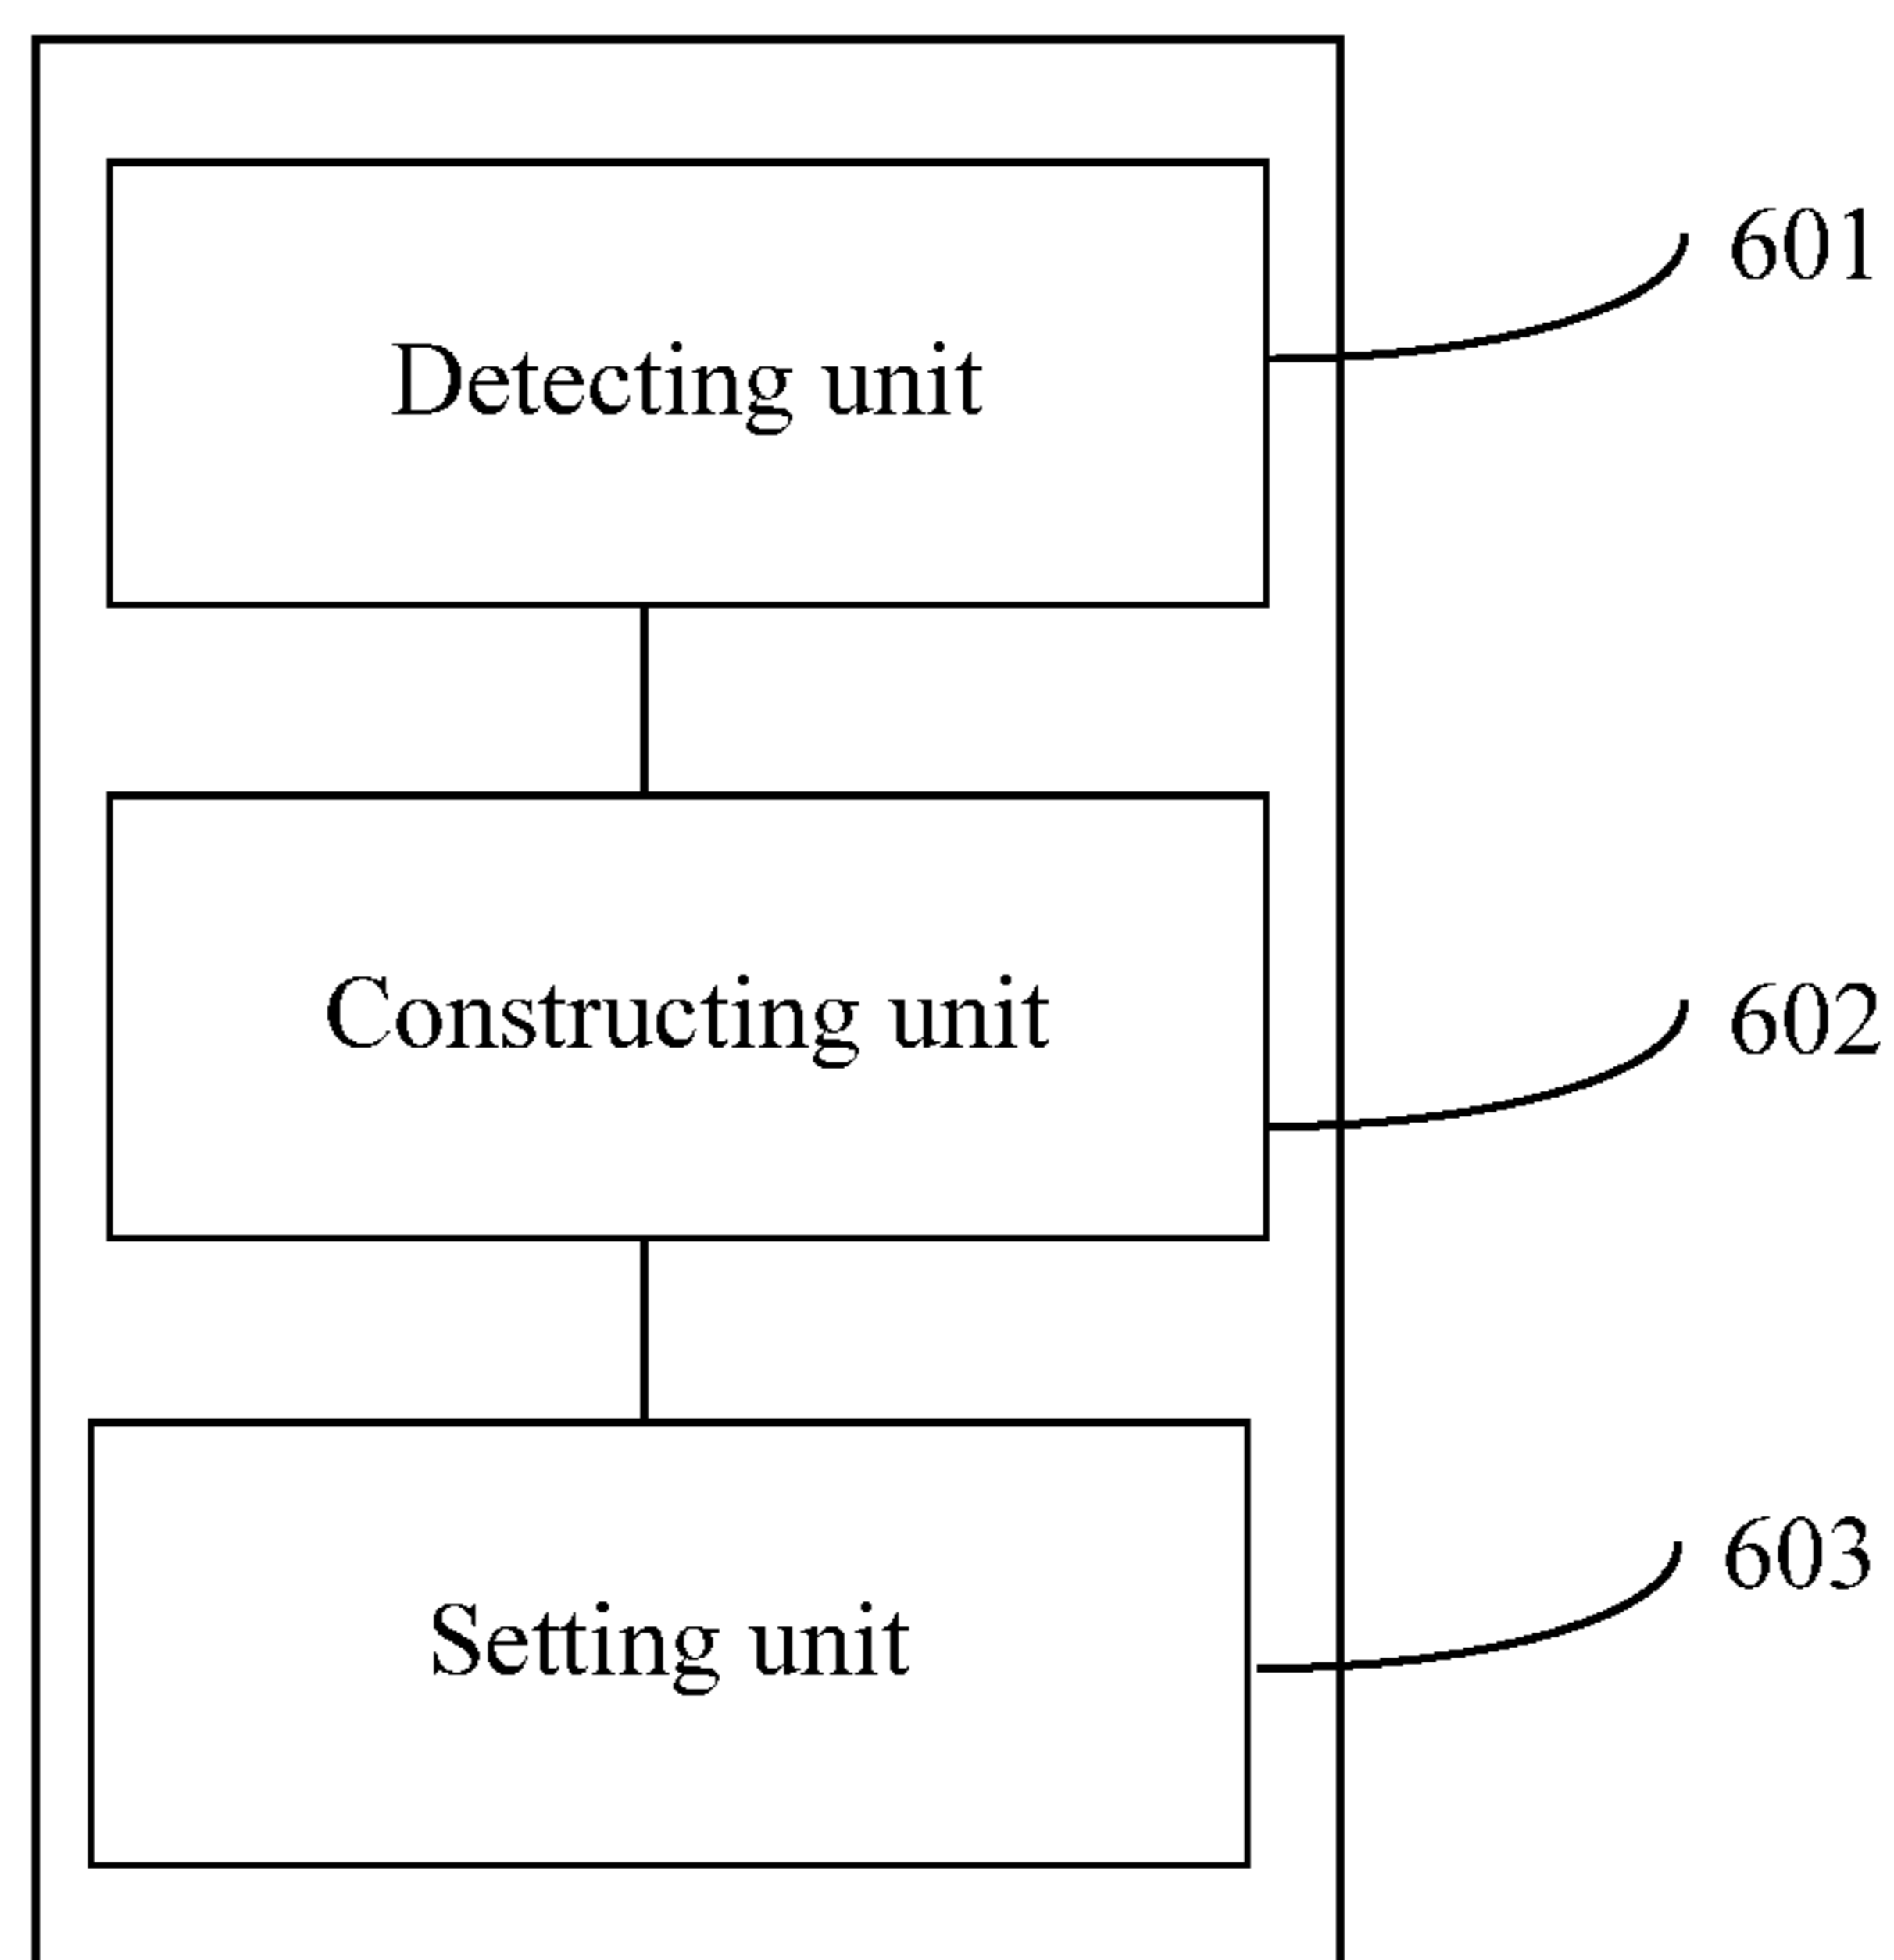 601
Detecting unit
Constructing unit
602
603
Setting unit